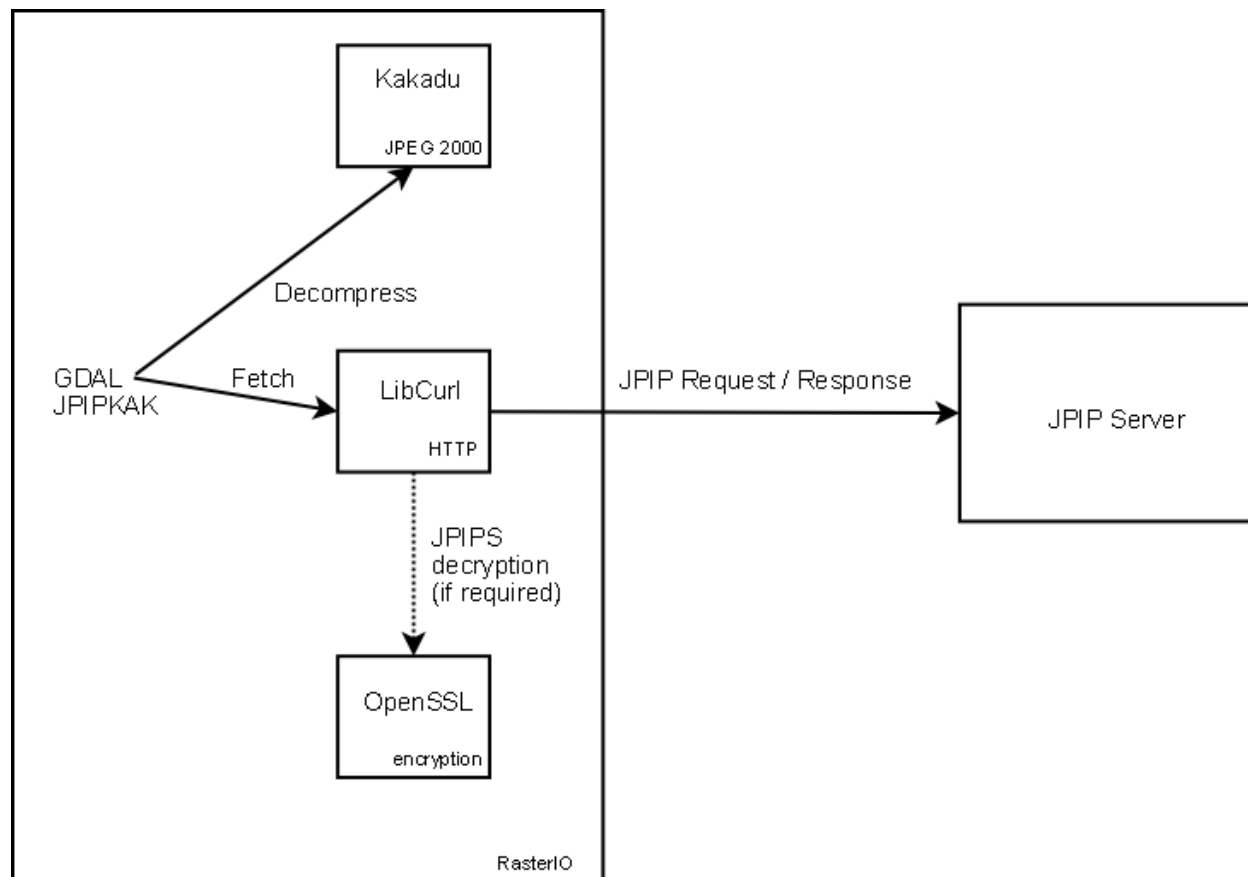 Kakadu
JPEG 2000
Decompress
GDAL
JPIPKAK
Fetch
LibCurl
HTTP
JPIP Request / Response
JPIP Server
JPIPS
decryption
(if required)
OpenSSL
encryption
RasterIO